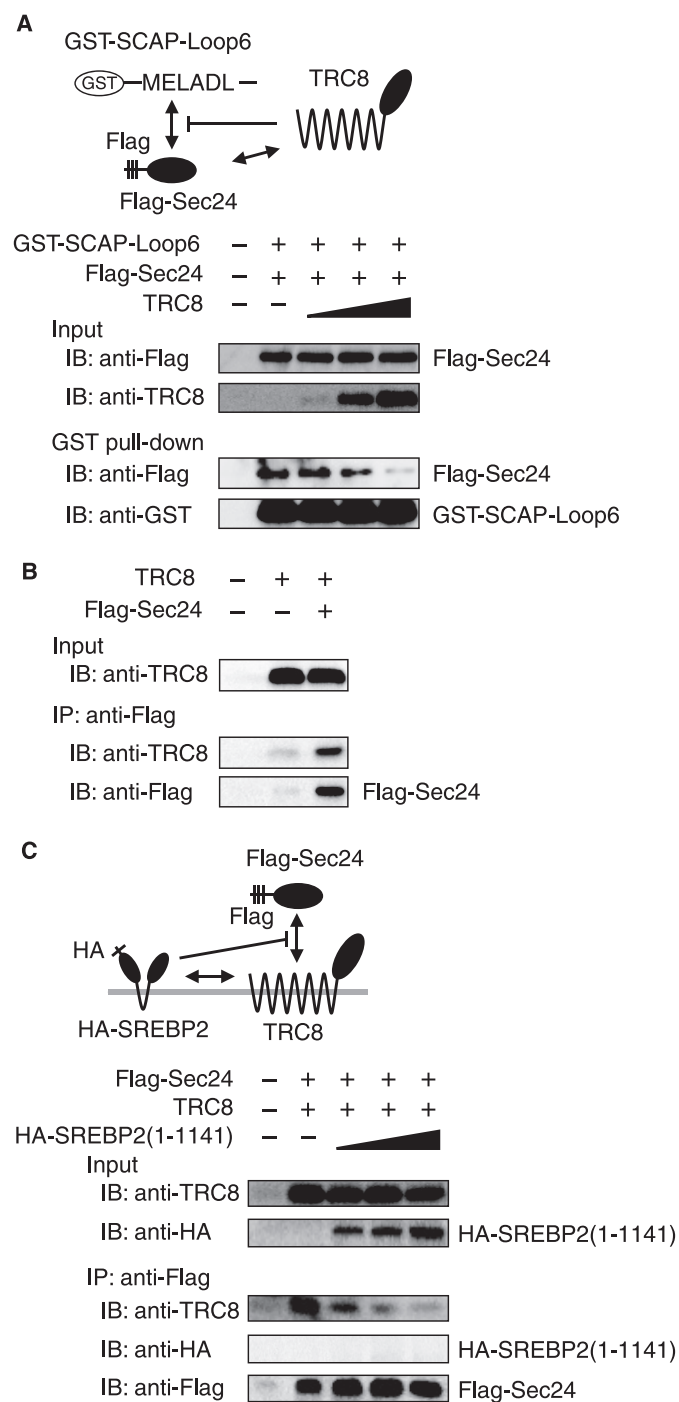 A
GST-SCAP-Loop6
GST MELADL
TRC8
Flag
Flag-Sec24
GST-SCAP-Loop6 – + + + +
Flag-Sec24 – + + + +
TRC8 – –
Input
IB: anti-Flag Flag-Sec24
IB: anti-TRC8
GST pull-down
IB: anti-Flag Flag-Sec24
IB: anti-GST GST-SCAP-Loop6
B
TRC8 – + +
Flag-Sec24 – – +
Input
IB: anti-TRC8
IP: anti-Flag
IB: anti-TRC8
IB: anti-Flag Flag-Sec24
C
Flag-Sec24
Flag
HA
HA-SREBP2 TRC8
Flag-Sec24 – + + + +
TRC8 – + + + +
HA-SREBP2(1-1141) – –
Input
IB: anti-TRC8
IB: anti-HA HA-SREBP2(1-1141)
IP: anti-Flag
IB: anti-TRC8
IB: anti-HA HA-SREBP2(1-1141)
IB: anti-Flag Flag-Sec24